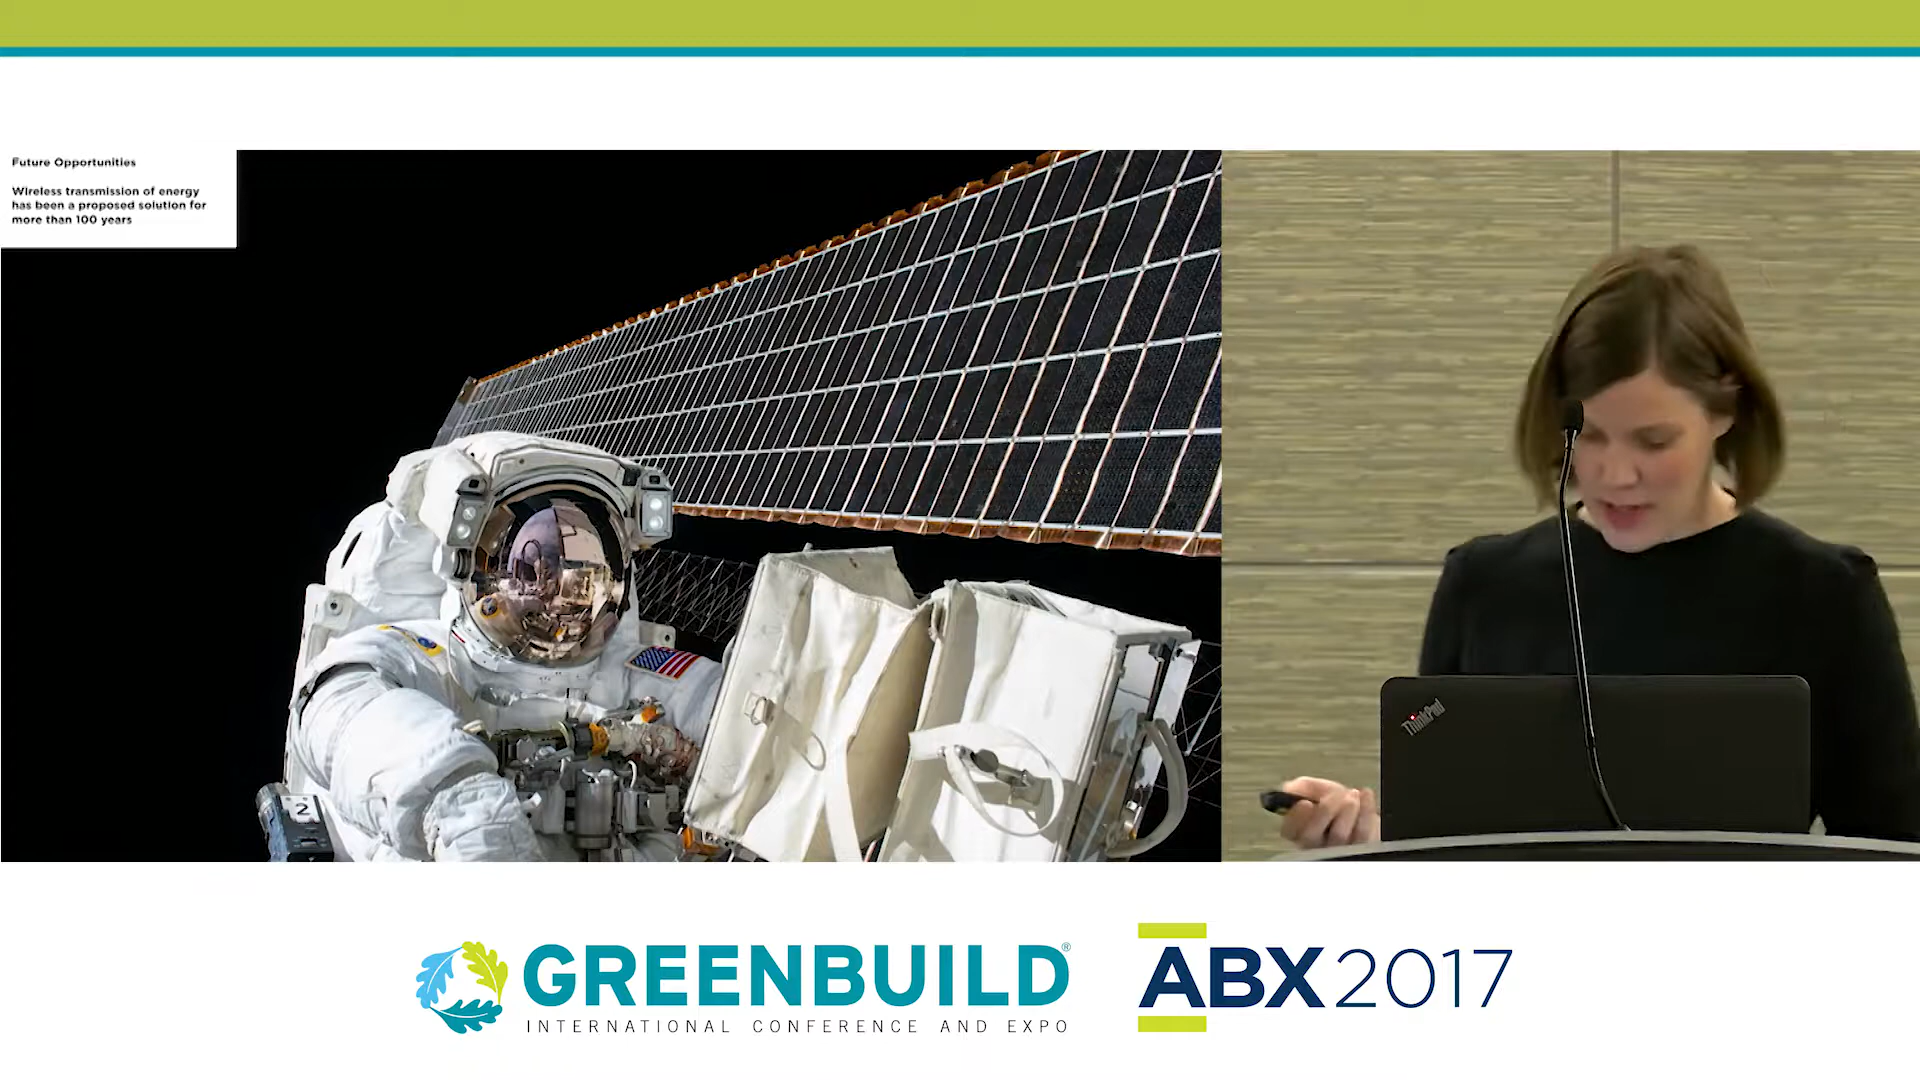 Future Opportunities
Wireless transmission of energy
has been a proposed solution for
more than 100 years
2
ThinkPad
GREENBUILD®
INTERNATIONAL CONFERENCE AND EXPO
ABX2017